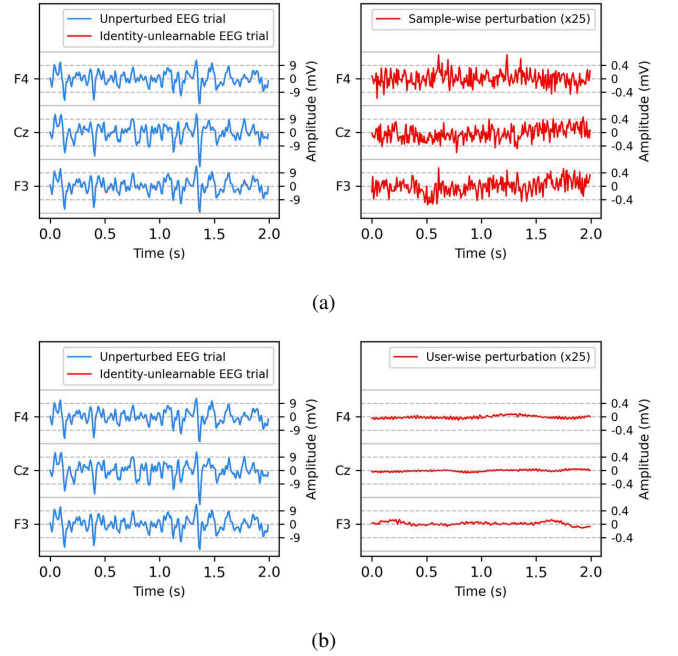 Unperturbed EEG trial
Identity-unlearnable EEG trial
F4
Cz
F3
9
0
-9
9
0
-9
9
0
-9
Amplitude (mV)
0.0 0.5 1.0 1.5 2.0
Time (s)
Sample-wise perturbation (x25)
0.4
0
-0.4
0.4
0
-0.4
0.4
0
-0.4
Amplitude (mV)
0.0 0.5 1.0 1.5 2.0
Time (s)
(a)
Unperturbed EEG trial
Identity-unlearnable EEG trial
F4
Cz
F3
9
0
-9
9
0
-9
9
0
-9
Amplitude (mV)
0.0 0.5 1.0 1.5 2.0
Time (s)
User-wise perturbation (x25)
0.4
0
-0.4
0.4
0
-0.4
0.4
0
-0.4
Amplitude (mV)
0.0 0.5 1.0 1.5 2.0
Time (s)
(b)